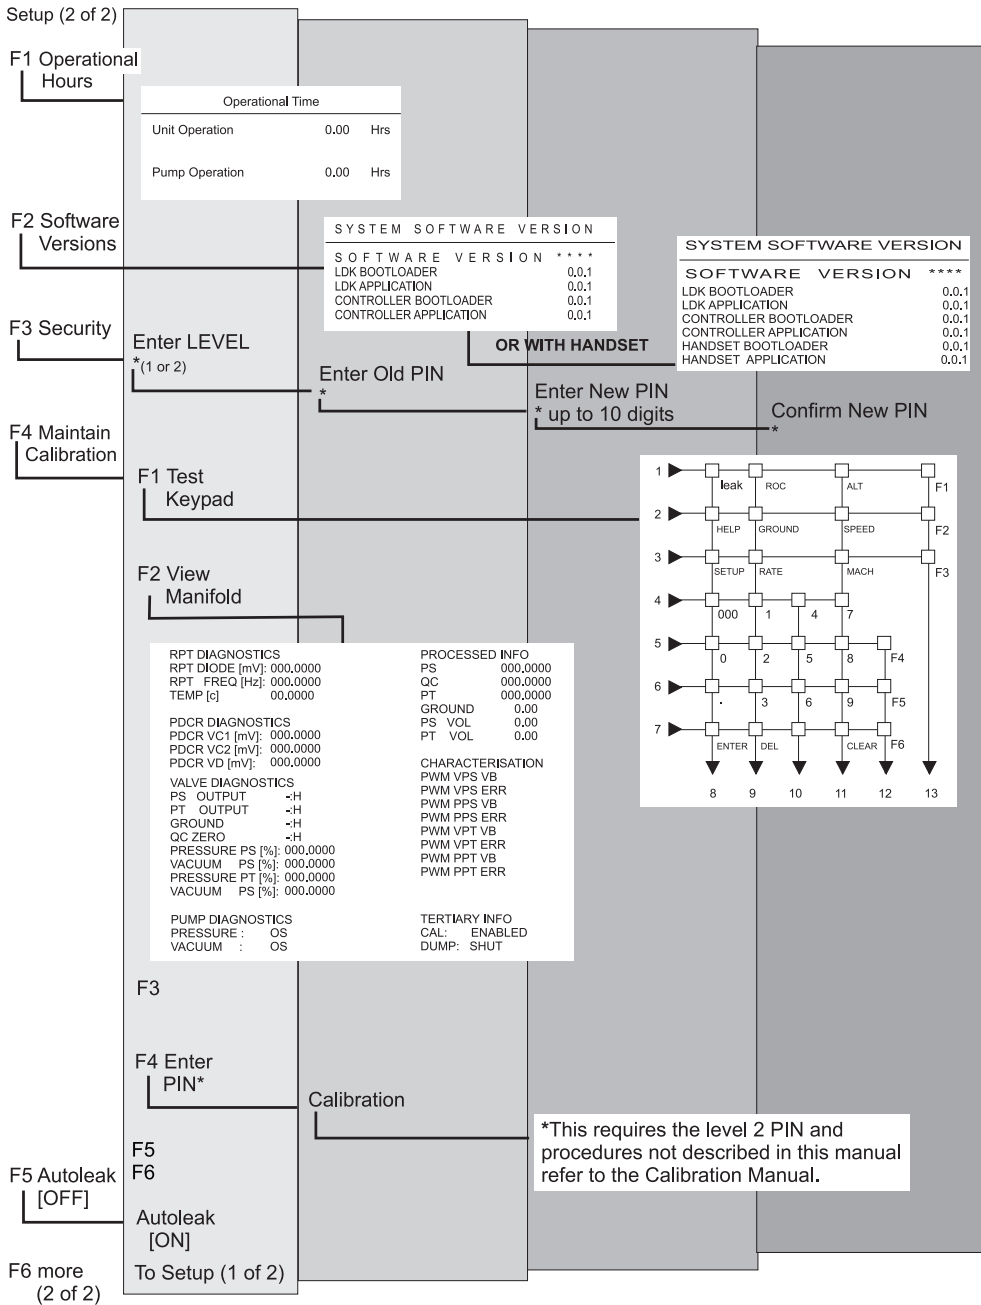 Setup (2 of 2)
F1 Operational
Hours
Operational Time
Unit Operation 0.00 Hrs
Pump Operation 0.00 Hrs
F2 Software
Versions
SYSTEM SOFTWARE VERSION
SOFTWARE VERSION ****
LDK BOOTLOADER 0.0.1
LDK APPLICATION 0.0.1
CONTROLLER BOOTLOADER 0.0.1
CONTROLLER APPLICATION 0.0.1
OR WITH HANDSET
SYSTEM SOFTWARE VERSION
SOFTWARE VERSION ****
LDK BOOTLOADER 0.0.1
LDK APPLICATION 0.0.1
CONTROLLER BOOTLOADER 0.0.1
CONTROLLER APPLICATION 0.0.1
HANDSET BOOTLOADER 0.0.1
HANDSET APPLICATION 0.0.1
F3 Security
Enter LEVEL
*(1 or 2)
Enter Old PIN
*
Enter New PIN
* up to 10 digits
Confirm New PIN
*
F4 Maintain
Calibration
F1 Test
Keypad
1
leak ROC ALT F1
2
HELP GROUND SPEED F2
3
SETUP RATE MACH F3
4
000 1 4 7
5
0 2 5 8 F4
6
. 3 6 9 F5
7
ENTER DEL CLEAR F6
8 9 10 11 12 13
F2 View
Manifold
RPT DIAGNOSTICS
RPT DIODE [mV]: 000.0000
RPT FREQ [Hz]: 000.0000
TEMP [c] 00.0000
PDCR DIAGNOSTICS
PDCR VC1 [mV]: 000.0000
PDCR VC2 [mV]: 000.0000
PDCR VD [mV]: 000.0000
VALVE DIAGNOSTICS
PS OUTPUT -:H
PT OUTPUT -:H
GROUND -:H
QC ZERO -:H
PRESSURE PS [%]: 000.0000
VACUUM PS [%]: 000.0000
PRESSURE PT [%]: 000.0000
VACUUM PS [%]: 000.0000
PUMP DIAGNOSTICS
PRESSURE : OS
VACUUM : OS
PROCESSED INFO
PS 000.0000
QC 000.0000
PT 000.0000
GROUND 0.00
PS VOL 0.00
PT VOL 0.00
CHARACTERISATION
PWM VPS VB
PWM VPS ERR
PWM PPS VB
PWM PPS ERR
PWM VPT VB
PWM VPT ERR
PWM PPT VB
PWM PPT ERR
TERTIARY INFO
CAL: ENABLED
DUMP: SHUT
F3
F4 Enter
PIN*
Calibration
*This requires the level 2 PIN and
procedures not described in this manual
refer to the Calibration Manual.
F5
F6
F5 Autoleak
[OFF]
Autoleak
[ON]
F6 more
(2 of 2)
To Setup (1 of 2)